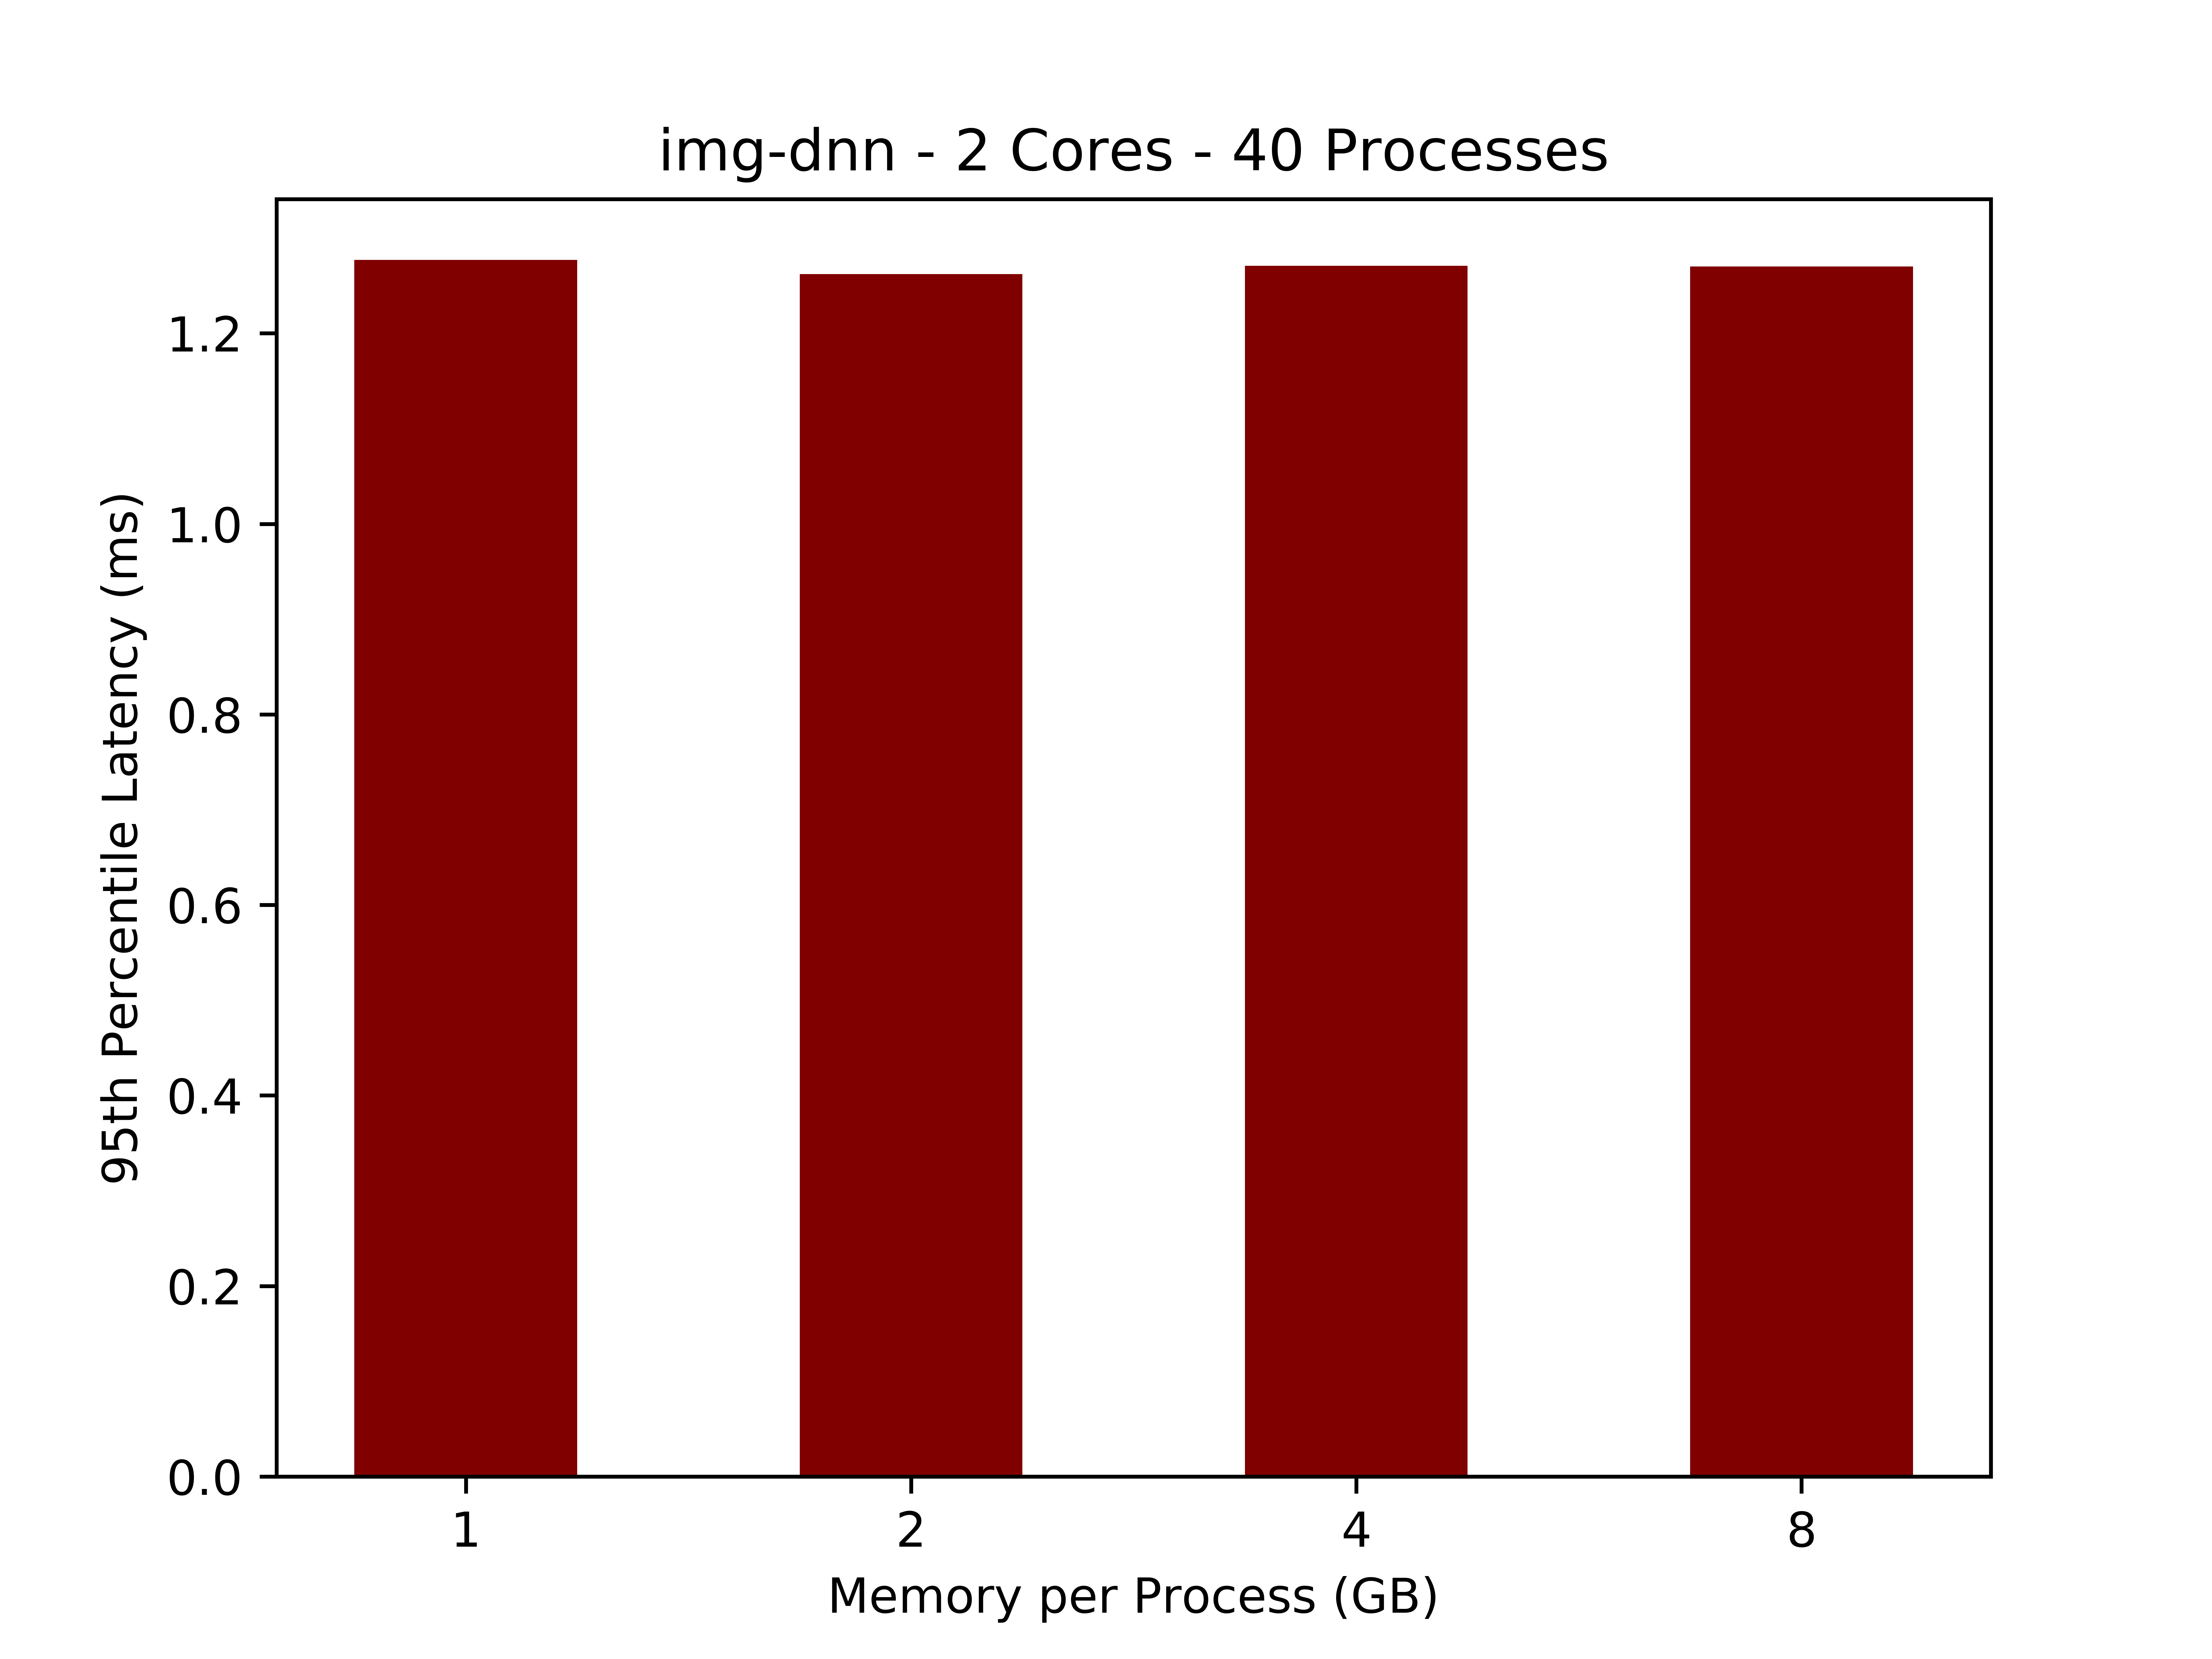 img-dnn - 2 Cores - 40 Processes
95th Percentile Latency (ms)
1.2
1.0
0.8
0.6
0.4
0.2
0.0
1 2 4 8
Memory per Process (GB)